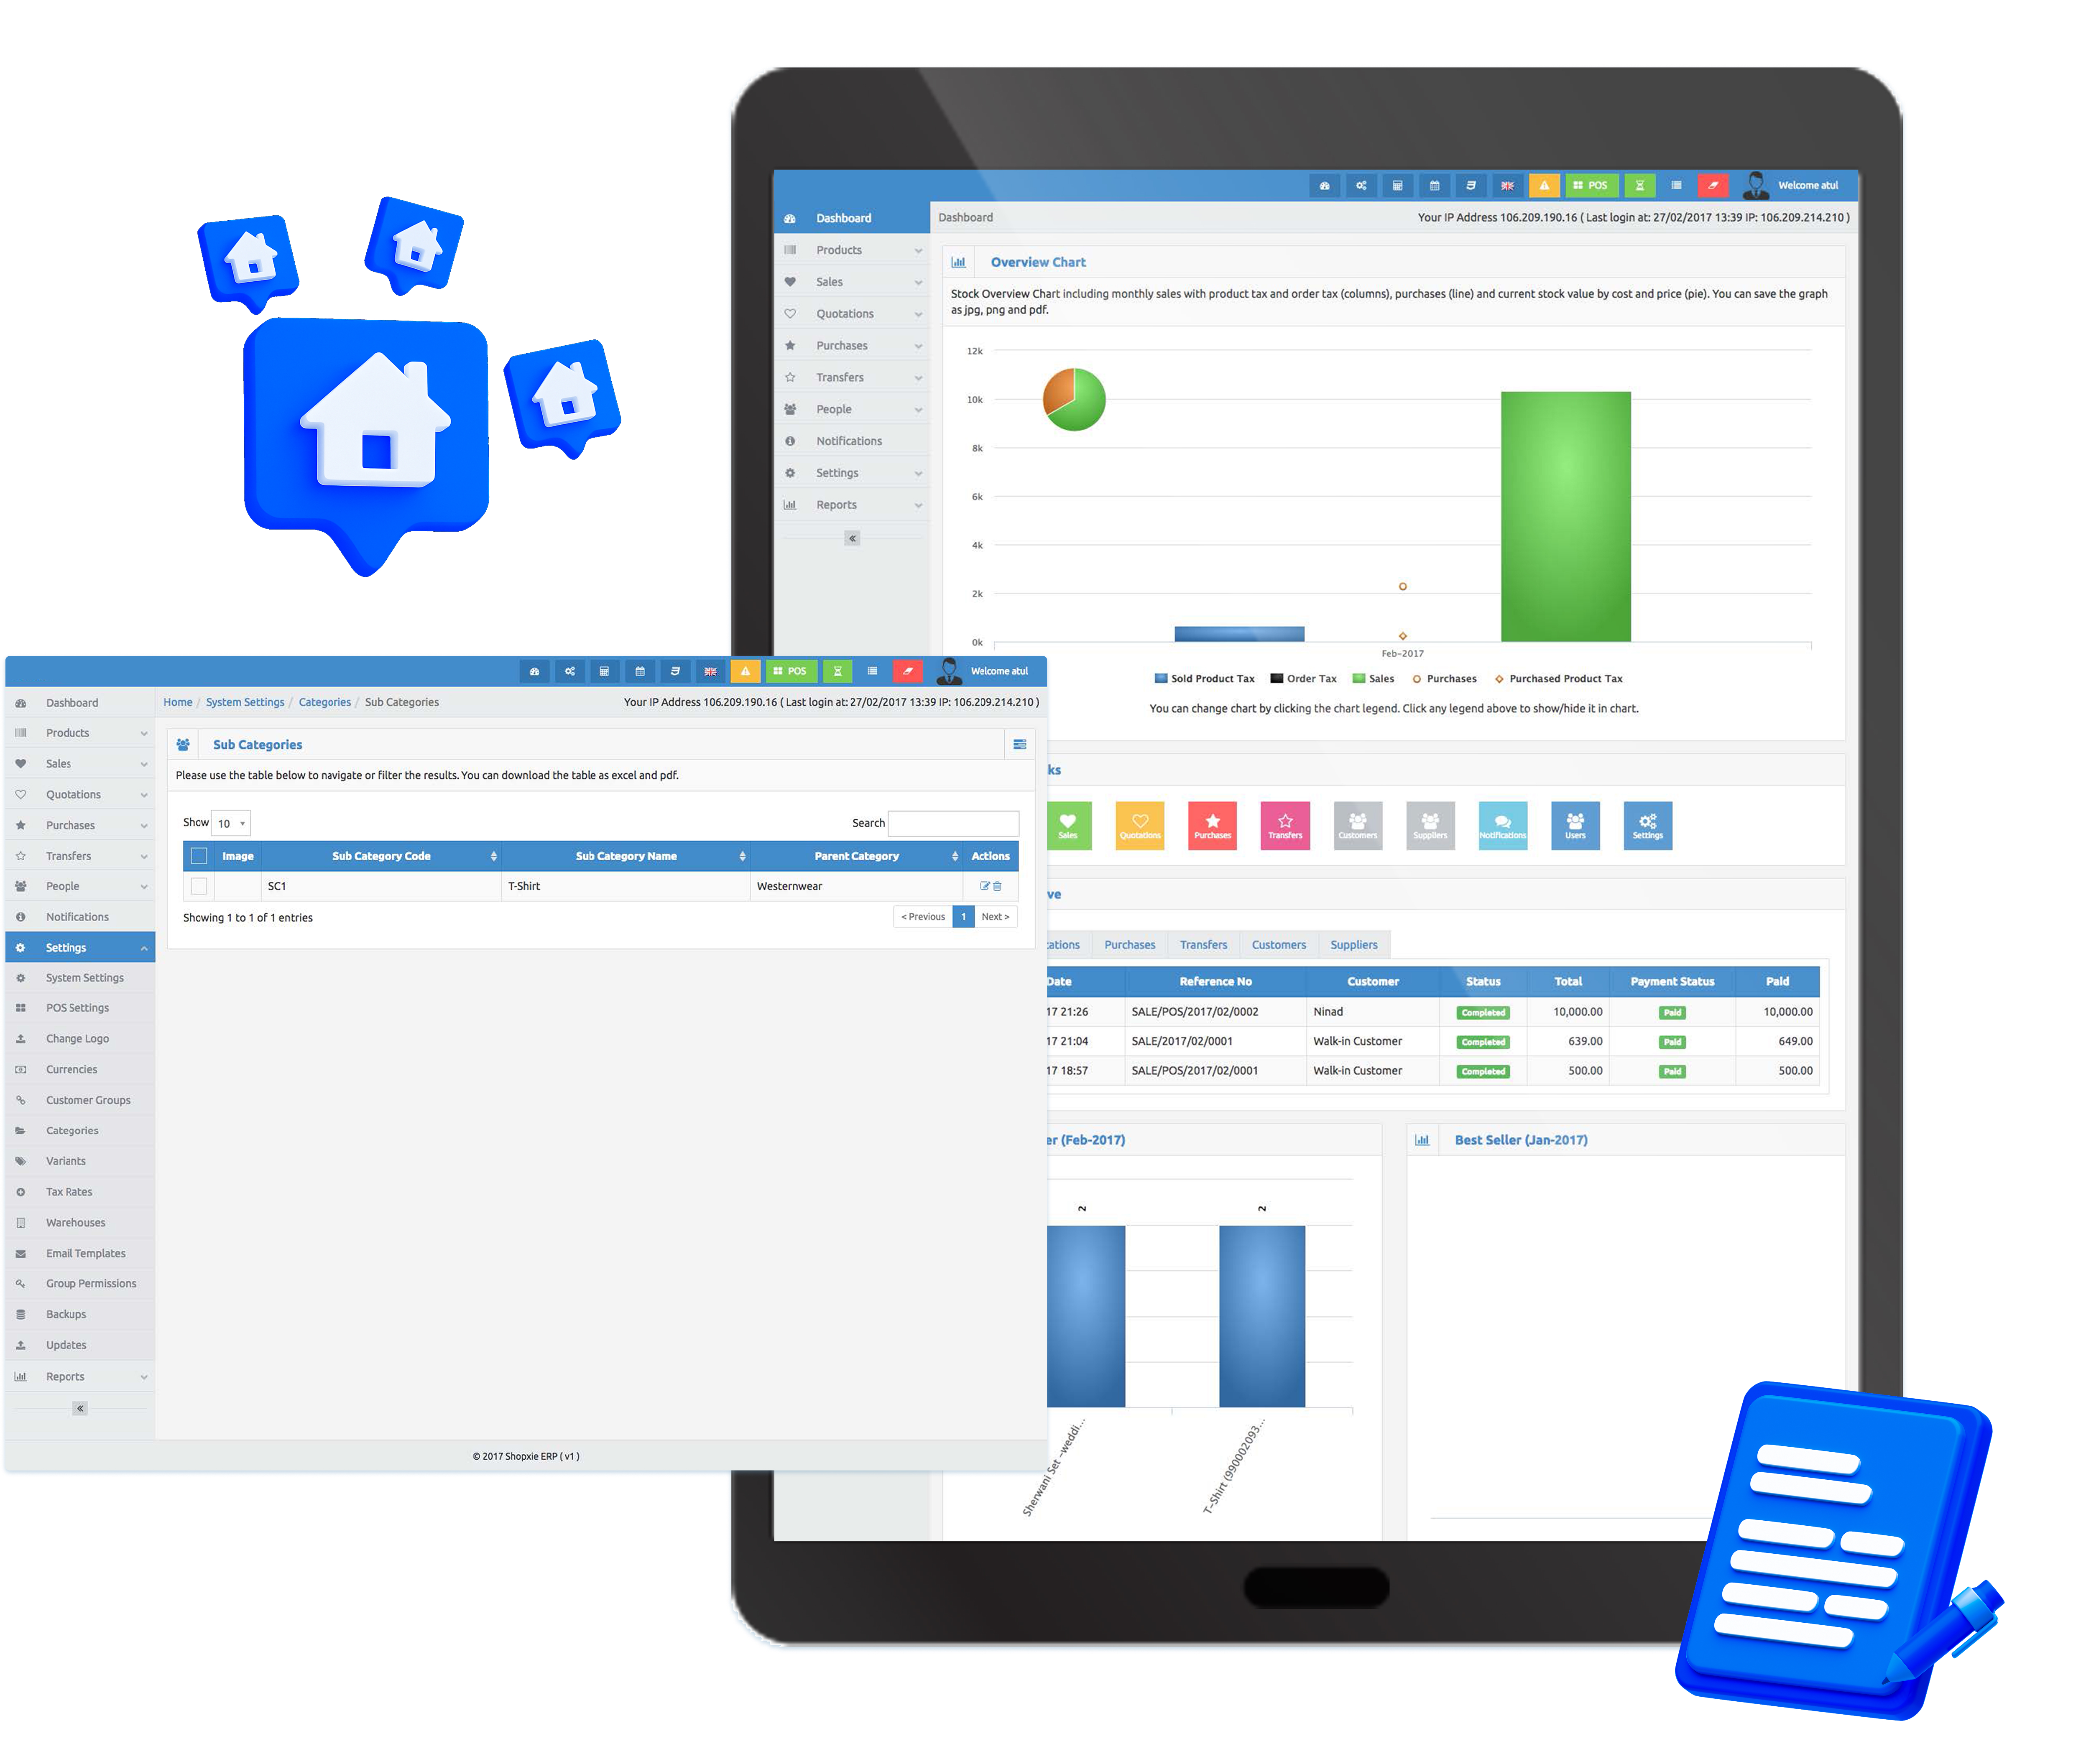 POS
Welcome atul
Dashboard
Dashboard
Your IP Address 106.209.190.16 ( Last login at: 27/02/2017 13:39 IP: 106.209.214.210 )
Products
Sales
Quotations
Purchases
Transfers
People
Notifications
Settings
Reports
Overview Chart
Stock Overview Chart including monthly sales with product tax and order tax (columns), purchases (line) and current stock value by cost and price (pie). You can save the graph
as jpg, png and pdf.
12k
10k
8k
6k
4k
2k
0k
Feb-2017
Sold Product Tax Order Tax Sales Purchases Purchased Product Tax
You can change chart by clicking the chart legend. Click any legend above to show/hide it in chart.
ks
Sales Quotations Purchases Transfers Customers Suppliers Notifications Users Settings
ve
ations Purchases Transfers Customers Suppliers
Date Reference No Customer Status Total Payment Status Paid
17 21:26 SALE/POS/2017/02/0002 Ninad Completed 10,000.00 Paid 10,000.00
17 21:04 SALE/2017/02/0001 Walk-in Customer Completed 639.00 Paid 649.00
17 18:57 SALE/POS/2017/02/0001 Walk-in Customer Completed 500.00 Paid 500.00
er (Feb-2017)
2 2
Sherwani Set -weddi...
T-Shirt (990002093...
Best Seller (Jan-2017)
POS
Welcome atul
Dashboard
Products
Sales
Quotations
Purchases
Transfers
People
Notifications
Settings
System Settings
POS Settings
Change Logo
Currencies
Customer Groups
Categories
Variants
Tax Rates
Warehouses
Email Templates
Group Permissions
Backups
Updates
Reports
Home / System Settings / Categories / Sub Categories
Your IP Address 106.209.190.16 ( Last login at: 27/02/2017 13:39 IP: 106.209.214.210 )
Sub Categories
Please use the table below to navigate or filter the results. You can download the table as excel and pdf.
Show 10
Search
Image Sub Category Code Sub Category Name Parent Category Actions
SC1 T-Shirt Westernwear
Showing 1 to 1 of 1 entries
< Previous 1 Next >
© 2017 Shopxie ERP ( v1 )